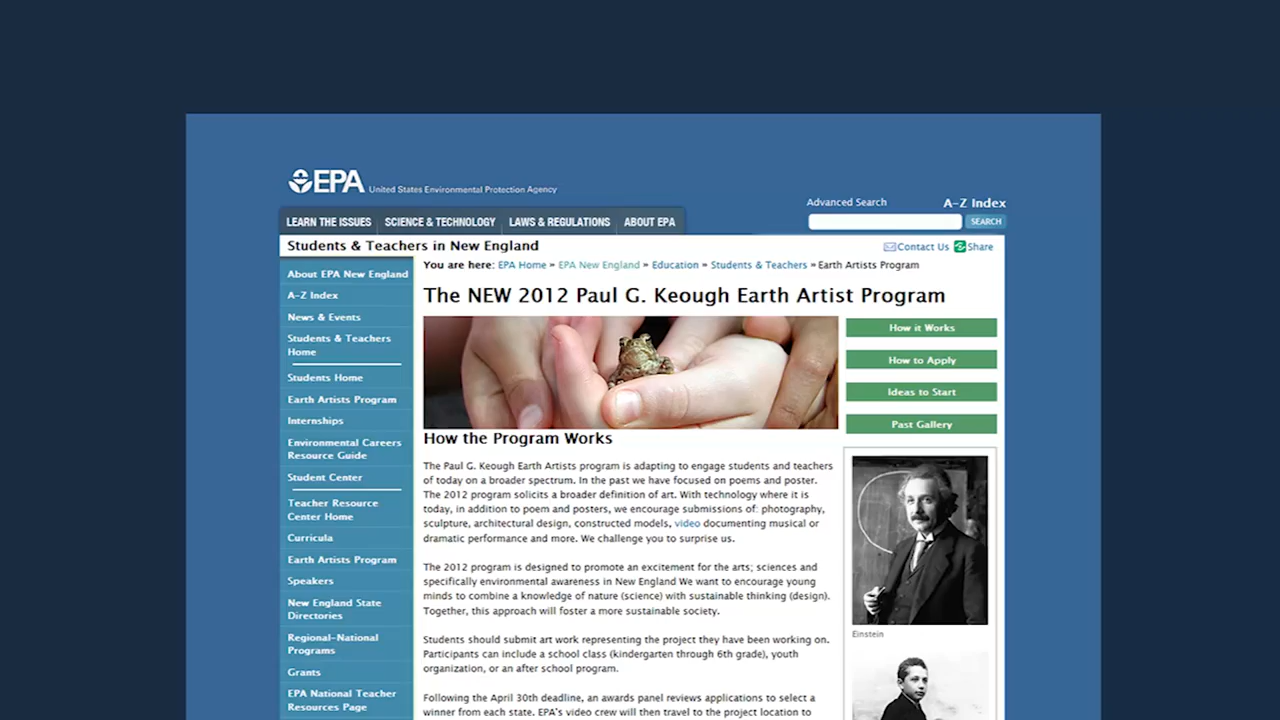 EPA United States Environmental Protection Agency
Advanced Search A-Z Index
LEARN THE ISSUES SCIENCE & TECHNOLOGY LAWS & REGULATIONS ABOUT EPA SEARCH
Students & Teachers in New England
Contact Us Share
About EPA New England
A-Z Index
News & Events
Students & Teachers
Home
Students Home
Earth Artists Program
Internships
Environmental Careers
Resource Guide
Student Center
Teacher Resource
Center Home
Curricula
Earth Artists Program
Speakers
New England State
Directories
Regional-National
Programs
Grants
EPA National Teacher
Resources Page
You are here: EPA Home » EPA New England » Education » Students & Teachers » Earth Artists Program
The NEW 2012 Paul G. Keough Earth Artist Program
How the Program Works
The Paul G. Keough Earth Artists program is adapting to engage students and teachers
of today on a broader spectrum. In the past we have focused on poems and poster.
The 2012 program solicits a broader definition of art. With technology where it is
today, in addition to poem and posters, we encourage submissions of: photography,
sculpture, architectural design, constructed models, video documenting musical or
dramatic performance and more. We challenge you to surprise us.
The 2012 program is designed to promote an excitement for the arts; sciences and
specifically environmental awareness in New England We want to encourage young
minds to combine a knowledge of nature (science) with sustainable thinking (design).
Together, this approach will foster a more sustainable society.
Students should submit art work representing the project they have been working on.
Participants can include a school class (kindergarten through 6th grade), youth
organization, or an after school program.
Following the April 30th deadline, an awards panel reviews applications to select a
winner from each state. EPA's video crew will then travel to the project location to
How it Works
How to Apply
Ideas to Start
Past Gallery
Einstein